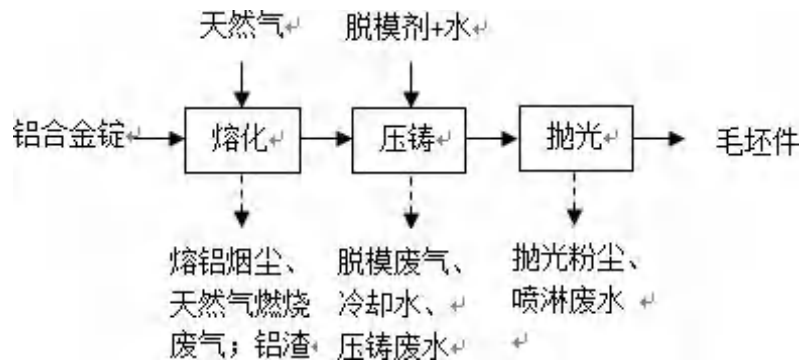 天然气 脱模剂+水
铝合金锭 熔化 压铸 抛光 毛坯件
熔铝烟尘、
天然气燃烧
废气；铝渣
脱模废气、
冷却水、
压铸废水
抛光粉尘、
喷淋废水